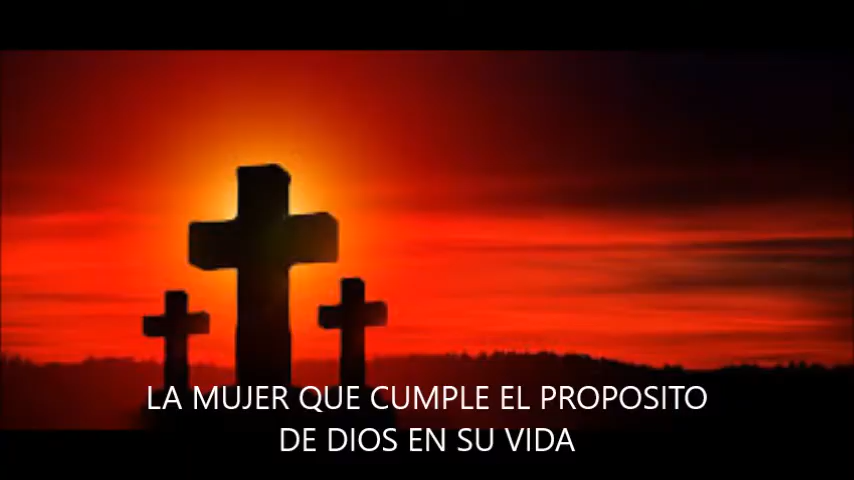 LA MUJER QUE CUMPLE EL PROPOSITO
DE DIOS EN SU VIDA